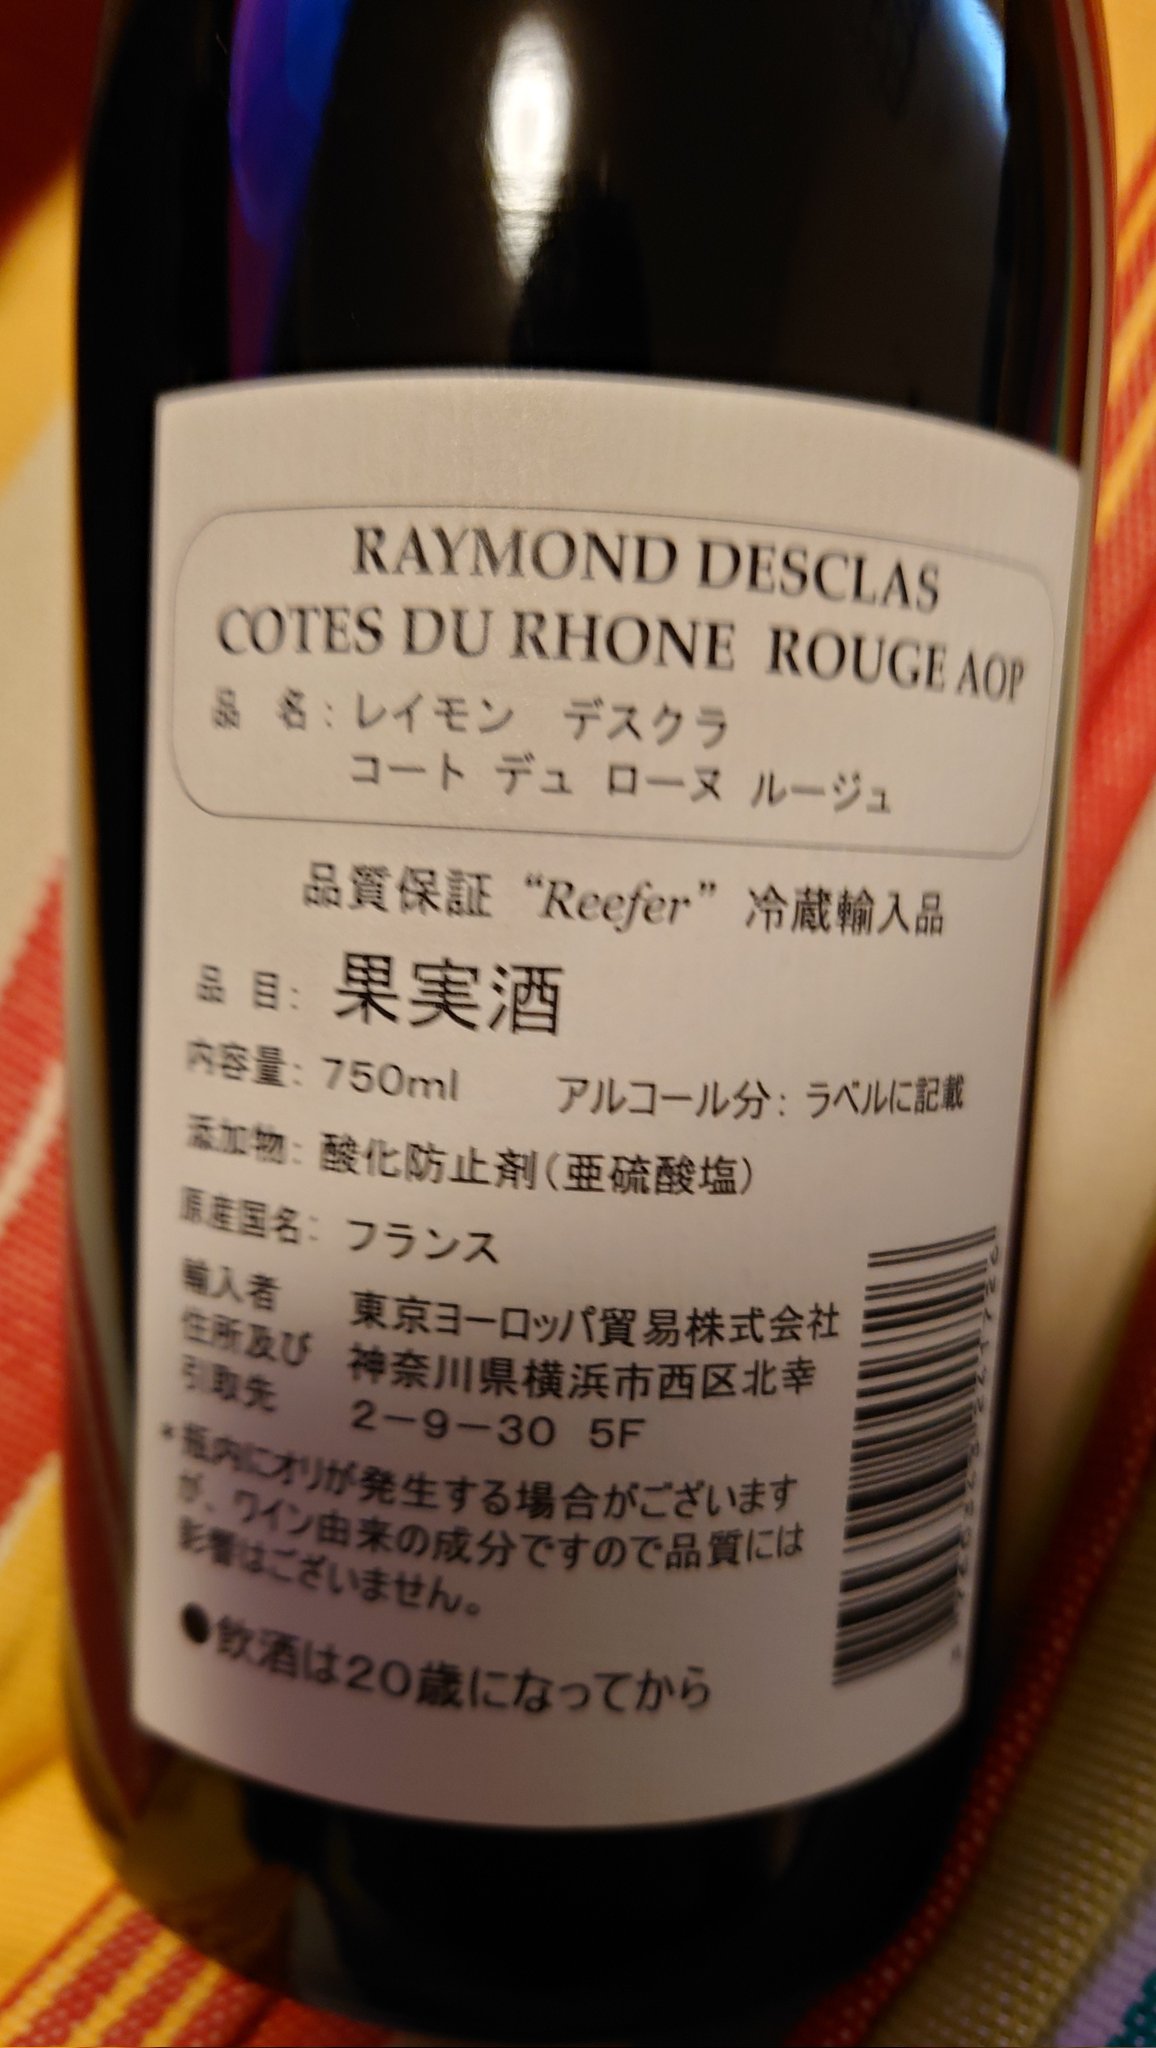 RAYMOND DESCLAS
COTES DU RHONE ROUGE AOP
品 名: レイモン デスクラ
コート デュ ローヌ ルージュ
品質保証 “Reefer” 冷蔵輸入品
品 目: 果実酒
内容量: 750ml アルコール分: ラベルに記載
添加物: 酸化防止剤(亜硫酸塩)
原産国名: フランス
輸入者 東京ヨーロッパ貿易株式会社
住所及び 神奈川県横浜市西区北幸
引取先 2-9-30 5F
*瓶内にオリが発生する場合がございます
が、ワイン由来の成分ですので品質には
影響はございません。
●飲酒は20歳になってから